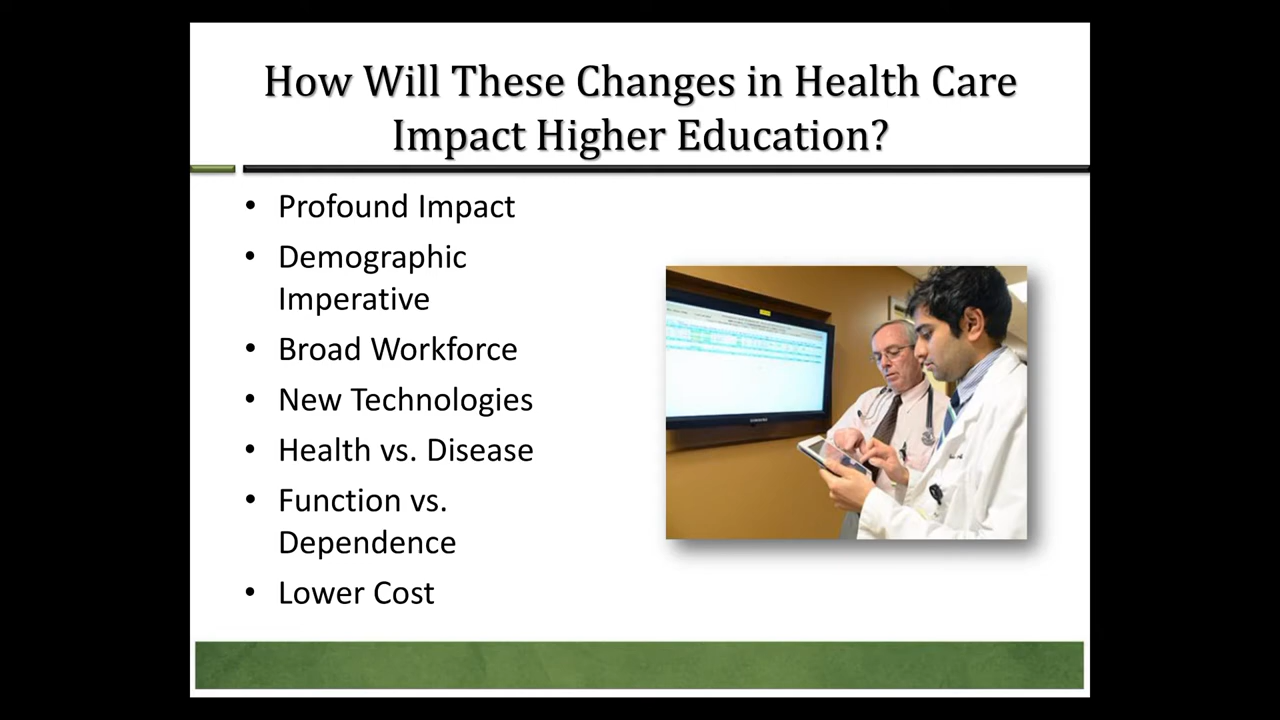 How Will These Changes in Health Care
Impact Higher Education?
• Profound Impact
• Demographic
Imperative
• Broad Workforce
• New Technologies
• Health vs. Disease
• Function vs.
Dependence
• Lower Cost
SAMSUNG